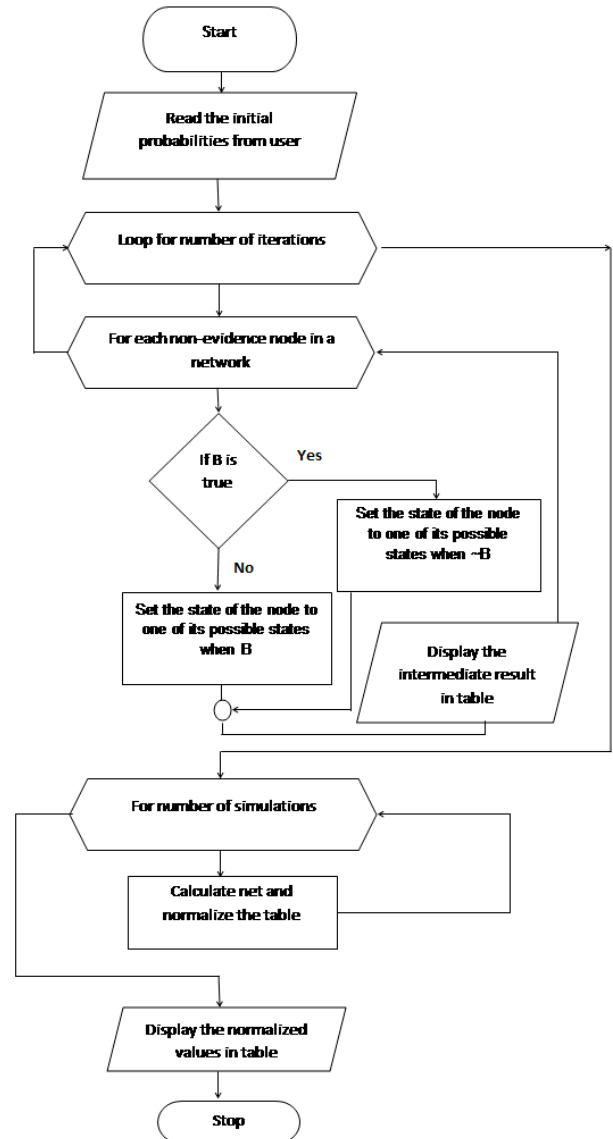 Start
Read the initial
probabilities from user
Loop for number of iterations
For each non-evidence node in a
network
If B is
true
Yes
Set the state of the node
to one of its possible
states when ~B
No
Set the state of the node to
one of its possible states
when B
Display the
intermediate result
in table
For number of simulations
Calculate net and
normalize the table
Display the normalized
values in table
Stop